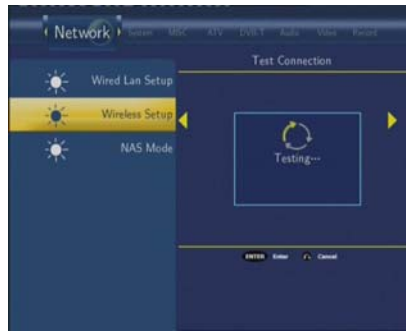 Network System MISC ATV DVB-T Audio Video Record
Test Connection
Wired Lan Setup
Wireless Setup
NAS Mode
Testing---
ENTER Enter Cancel